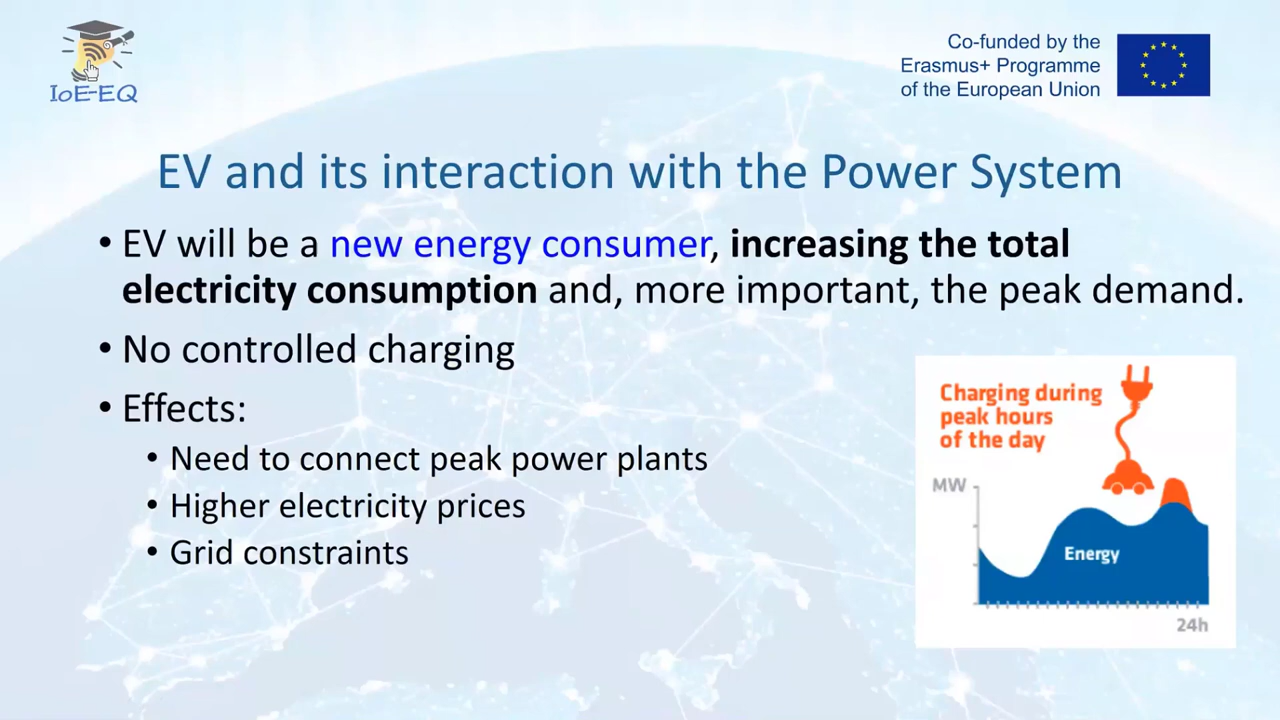 IoE-EQ
Co-funded by the
Erasmus+ Programme
of the European Union
EV and its interaction with the Power System
• EV will be a new energy consumer, increasing the total
electricity consumption and, more important, the peak demand.
• No controlled charging
• Effects:
• Need to connect peak power plants
• Higher electricity prices
• Grid constraints
Charging during
peak hours
of the day
MW
Energy
24h